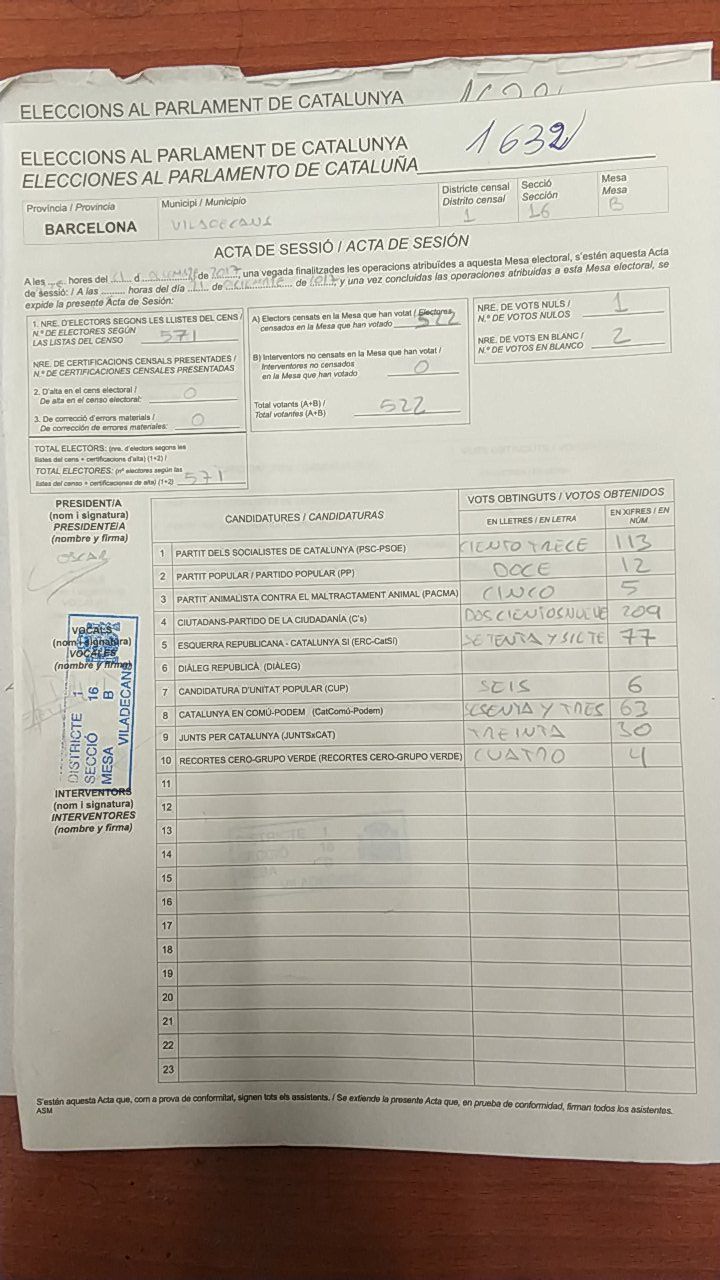 ELECCIONS AL PARLAMENT DE CATALUNYA
ELECCIONS AL PARLAMENT DE CATALUNYA
ELECCIONES AL PARLAMENTO DE CATALUÑA
1632
Província / Provincia
BARCELONA
Municipi / Municipio
VILADECANS
Districte censal
Distrito censal
1
Secció
Sección
16
Mesa
Mesa
B
ACTA DE SESSIÓ / ACTA DE SESIÓN
A les hores del 21 d DICIEMBRE de 2017, una vegada finalitzades les operacions atribuïdes a aquesta Mesa electoral, s'estén aquesta Acta
de sessió: / A las ......... horas del día 21 de DICIEMBRE de 2017 y una vez concluidas las operaciones atribuidas a esta Mesa electoral, se
expide la presente Acta de Sesión:
1. NRE. D'ELECTORS SEGONS LES LLISTES DEL CENS /
N.º DE ELECTORES SEGÚN
LAS LISTAS DEL CENSO 571
NRE. DE CERTIFICACIONS CENSALS PRESENTADES /
N.º DE CERTIFICACIONES CENSALES PRESENTADAS
2. D'alta en el cens electoral /
De alta en el censo electoral: 0
3. De correcció d'errors materials /
De corrección de errores materiales: 0
TOTAL ELECTORS: (nre. d'electors segons les
llistes del cens + certificacions d'alta) (1+2) /
TOTAL ELECTORES: (nº electores según las
listas del censo + certificaciones de alta) (1+2) 571
A) Electors censats en la Mesa que han votat / Electores
censados en la Mesa que han votado 522
B) Interventors no censats en la Mesa que han votat /
Interventores no censados
en la Mesa que han votado 0
Total votants (A+B) /
Total votantes (A+B) 522
NRE. DE VOTS NULS /
N.º DE VOTOS NULOS 1
NRE. DE VOTS EN BLANC /
N.º DE VOTOS EN BLANCO 2
PRESIDENT/A
(nom i signatura)
PRESIDENTE/A
(nombre y firma)
OSCAR
VOCALS
(nom i signatura)
VOCALES
(nombre y firma)
DISTRICTE 1
SECCIÓ 16
MESA B
VILADECANS
INTERVENTORS
(nom i signatura)
INTERVENTORES
(nombre y firma)
CANDIDATURES / CANDIDATURAS
VOTS OBTINGUTS / VOTOS OBTENIDOS
EN LLETRES / EN LETRA
EN XIFRES / EN NÚM.
1 PARTIT DELS SOCIALISTES DE CATALUNYA (PSC-PSOE) CIENTO TRECE 113
2 PARTIT POPULAR / PARTIDO POPULAR (PP) DOCE 12
3 PARTIT ANIMALISTA CONTRA EL MALTRACTAMENT ANIMAL (PACMA) CINCO 5
4 CIUTADANS-PARTIDO DE LA CIUDADANÍA (C's) DOSCIENTOS NUEVE 209
5 ESQUERRA REPUBLICANA - CATALUNYA SI (ERC-CatSí) SETENTA Y SIETE 77
6 DIÀLEG REPUBLICÀ (DIÀLEG)
7 CANDIDATURA D'UNITAT POPULAR (CUP) SEIS 6
8 CATALUNYA EN COMÚ-PODEM (CatComú-Podem) SESENTA Y TRES 63
9 JUNTS PER CATALUNYA (JUNTSxCAT) TREINTA 30
10 RECORTES CERO-GRUPO VERDE (RECORTES CERO-GRUPO VERDE) CUATRO 4
11
12
13
14
15
16
17
18
19
20
21
22
23
S'estén aquesta Acta que, com a prova de conformitat, signen tots els assistents. / Se extiende la presente Acta que, en prueba de conformidad, firman todos los asistentes.
ASM